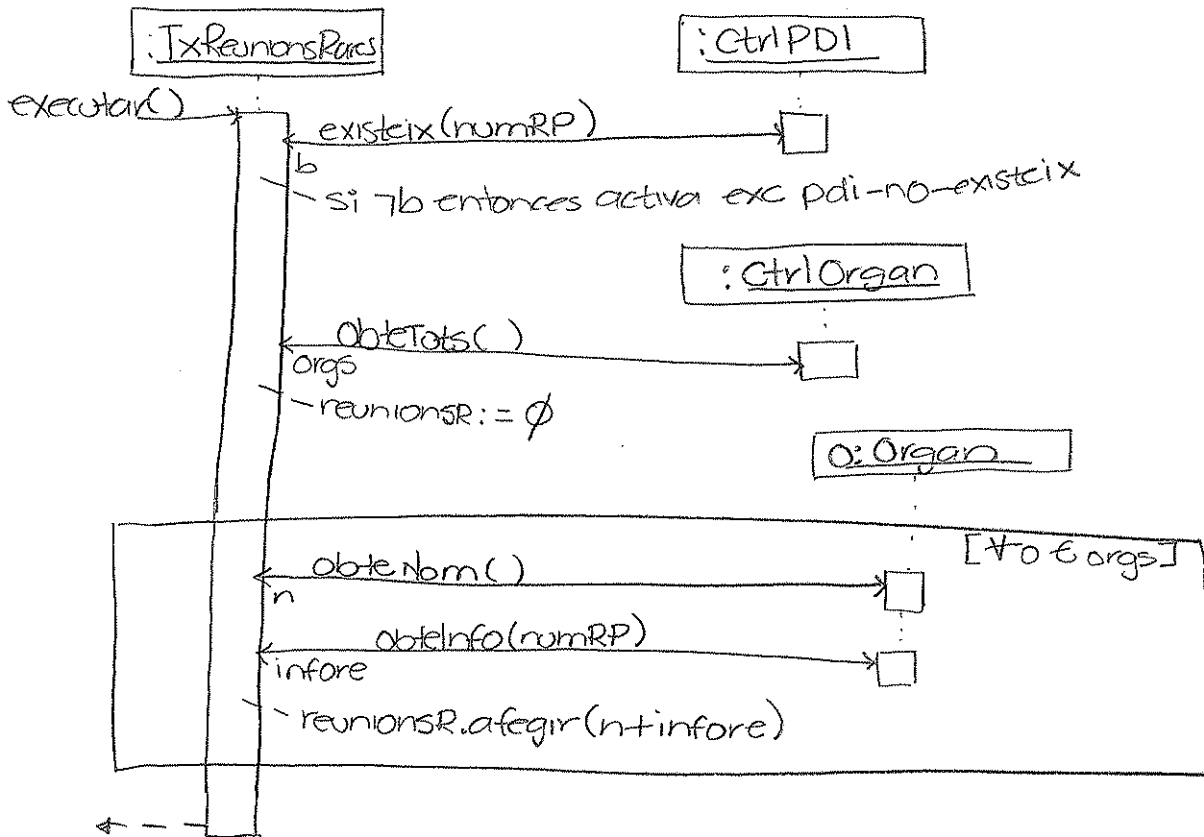 :TxReunionsRares
:CtrlPDI
executar()
existeix(numRP)
b
si ¬b entonces activa exc pdi-no-existeix
:CtrlOrgan
ObteTots()
orgs
reunionsR:=ø
O:Organ
[∀o ∈ orgs]
obteNom()
n
obteInfo(numRP)
infore
reunionsR.afegir(n+infore)